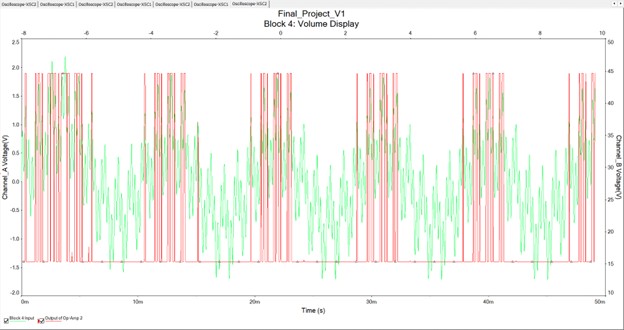 Oscilloscope-XSC2 Oscilloscope-XSC1 Oscilloscope-XSC2 Oscilloscope-XSC1 Oscilloscope-XSC2 Oscilloscope-XSC1 Oscilloscope-XSC2
Final_Project_V1
Block 4: Volume Display
-8 -6 -4 -2 0 2 4 6 8 10
2.5 50
2.0 45
1.5 40
1.0 35
0.5 30
0.0
-0.5 25
-1.0 20
-1.5 15
-2.0 10
Channel_A Voltage(V)
Channel_B Voltage(V)
0m 10m 20m 30m 40m 50m
Time (s)
Block 4 Input Output of Op-Amp 2